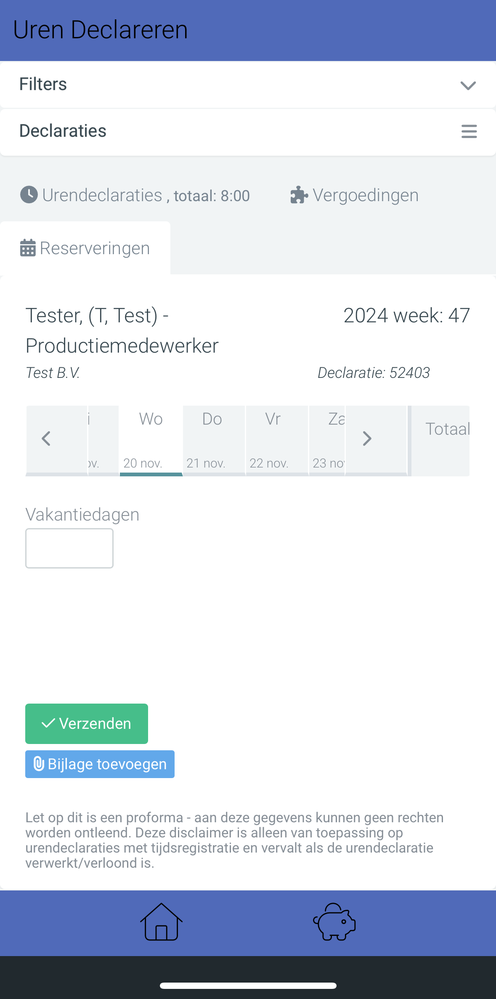 Uren Declareren
Filters
Declaraties
Urendeclaraties , totaal: 8:00
Vergoedingen
Reserveringen
Tester, (T, Test) -
Productiemedewerker
2024 week: 47
Test B.V.
Declaratie: 52403
Wo
Do
Vr
Za
Totaal
20 nov.
21 nov.
22 nov.
23 nov
Vakantiedagen
Verzenden
Bijlage toevoegen
Let op dit is een proforma - aan deze gegevens kunnen geen rechten
worden ontleend. Deze disclaimer is alleen van toepassing op
urendeclaraties met tijdsregistratie en vervalt als de urendeclaratie
verwerkt/verloond is.